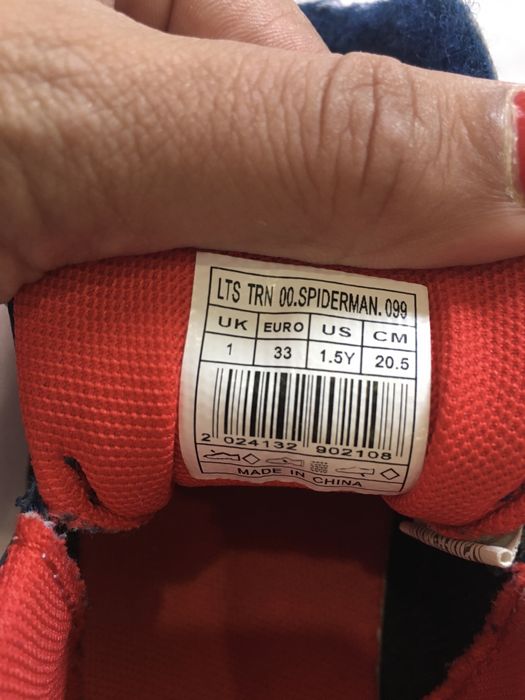 LTS TRN 00.SPIDERMAN.099
UK EURO US CM
1 33 1.5Y 20.5
2 024132 902108
MADE IN CHINA